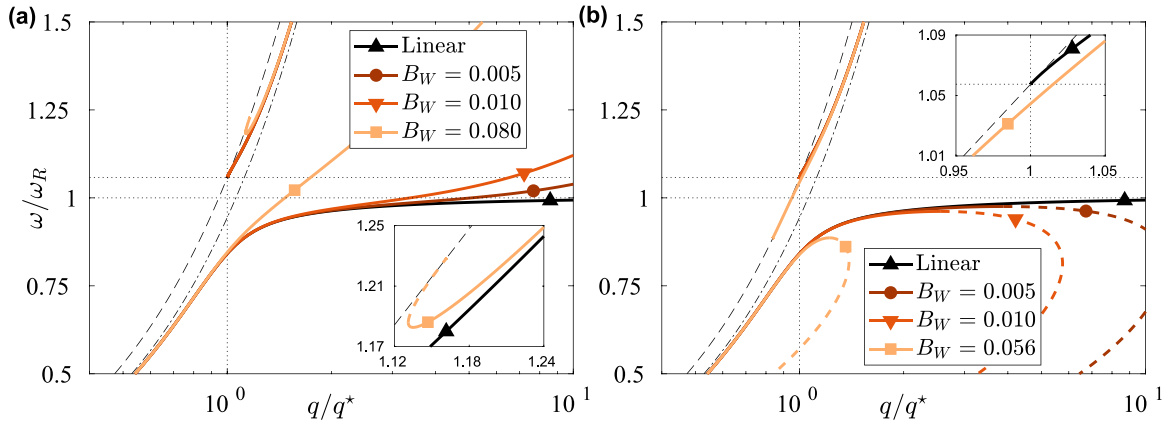 (a)
1.5
1.25
1
0.75
0.5
ω/ω_R
10^0
10^1
q/q*
Linear
B_W = 0.005
B_W = 0.010
B_W = 0.080
1.25
1.21
1.17
1.12
1.18
1.24
(b)
1.5
1.25
1
0.75
0.5
10^0
10^1
q/q*
1.09
1.05
1.01
0.95
1
1.05
Linear
B_W = 0.005
B_W = 0.010
B_W = 0.056